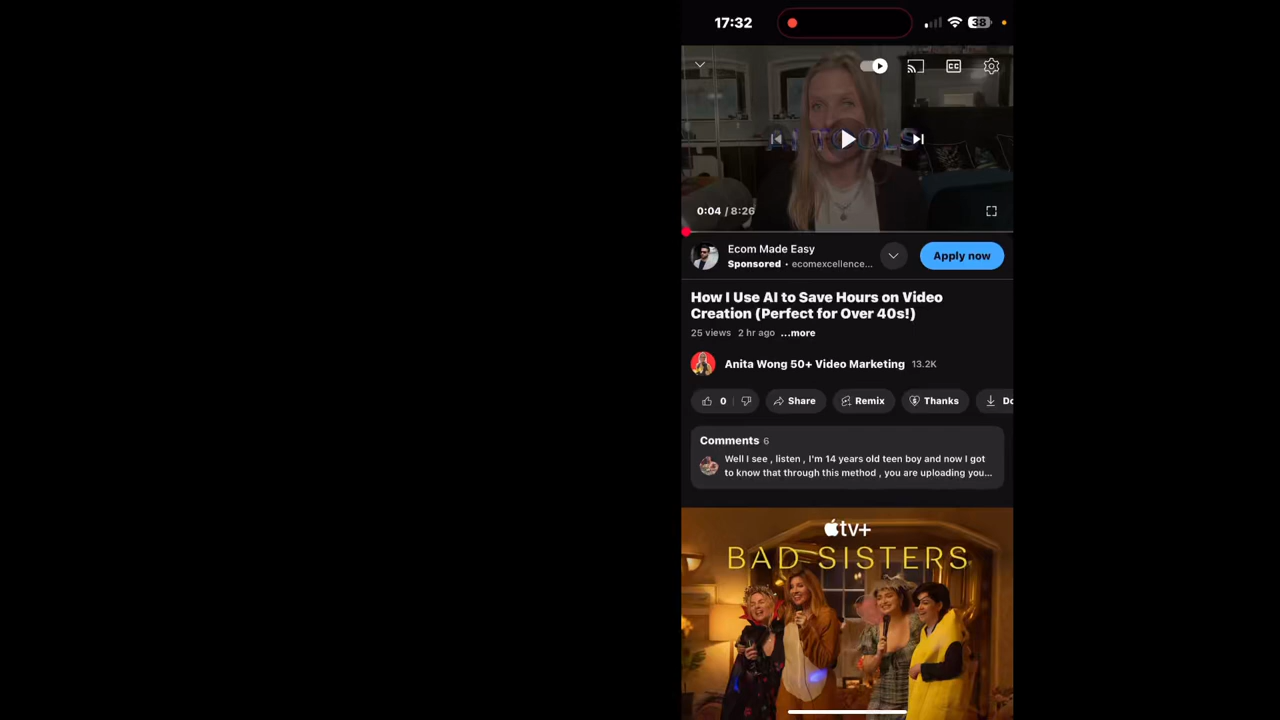 17:32
38
AI TOOLS
0:04 / 8:26
Ecom Made Easy
Sponsored • ecomexcellence...
Apply now
How I Use AI to Save Hours on Video
Creation (Perfect for Over 40s!)
25 views 2 hr ago ...more
Anita Wong 50+ Video Marketing 13.2K
0
Share
Remix
Thanks
Do
Comments 6
Well I see , listen , I'm 14 years old teen boy and now I got
to know that through this method , you are uploading you...
tv+
BAD SISTERS